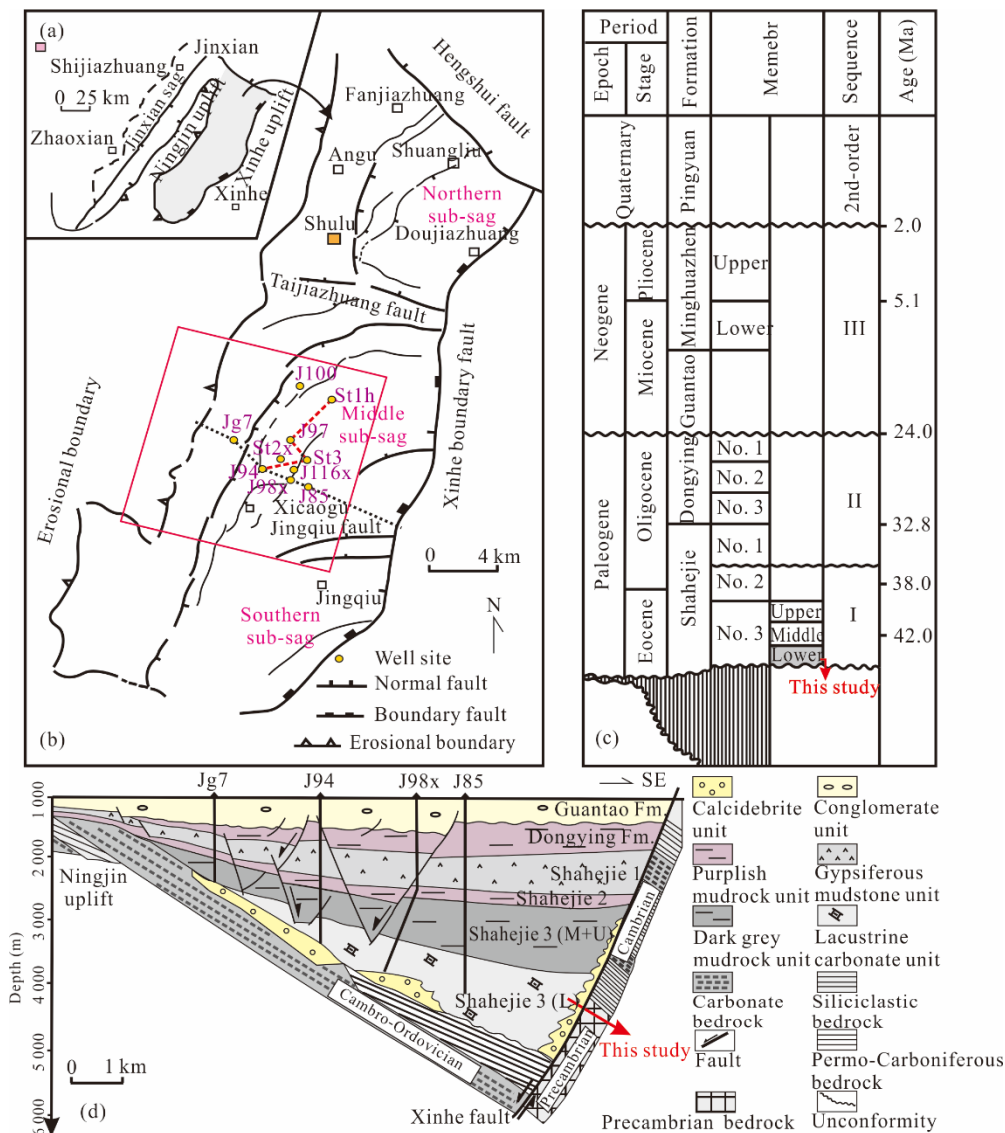 (a)
Jinxian
Shijiazhuang
0 25 km
Jinxian sag
Ningjin uplift
Xinhe uplift
Zhaoxian
Xinhe
Hengshui fault
Fanjiazhuang
Angu
Shuangliu
Northern
sub-sag
Shulu
Doujiazhuang
Taijiazhuang fault
J100
St1h
Middle
sub-sag
Jg7
J97
St2x
St3
J94
J116x
J98x
J85
Xicaogu
Jingqiu fault
Erosional boundary
Xinhe boundary fault
0 4 km
Jingqiu
N
Southern
sub-sag
Well site
Normal fault
Boundary fault
Erosional boundary
(b)
Period
Epoch
Stage
Formation
Memebr
Sequence
Age (Ma)
Quaternary
Pingyuan
2nd-order
2.0
Neogene
Pliocene
Minghuazhen
Upper
5.1
Miocene
Lower
III
Guantao
24.0
Paleogene
Oligocene
Dongying
No. 1
No. 2
No. 3
II
32.8
Shahejie
No. 1
No. 2
38.0
Eocene
No. 3
Upper
Middle
Lower
I
42.0
This study
(c)
Jg7
J94
J98x
J85
SE
1 000
2 000
3 000
4 000
5 000
6 000
Depth (m)
Guantao Fm.
Dongying Fm.
Shahejie 1
Shahejie 2
Shahejie 3 (M+U)
Shahejie 3 (L)
Ningjin
uplift
Cambro-Ordovician
Cambrian
Precambrian
This study
0 1 km
(d)
Xinhe fault
Calcidebrite
unit
Conglomerate
unit
Purplish
mudrock unit
Gypsiferous
mudstone unit
Dark grey
mudrock unit
Lacustrine
carbonate unit
Carbonate
bedrock
Siliciclastic
bedrock
Fault
Permo-Carboniferous
bedrock
Precambrian bedrock
Unconformity